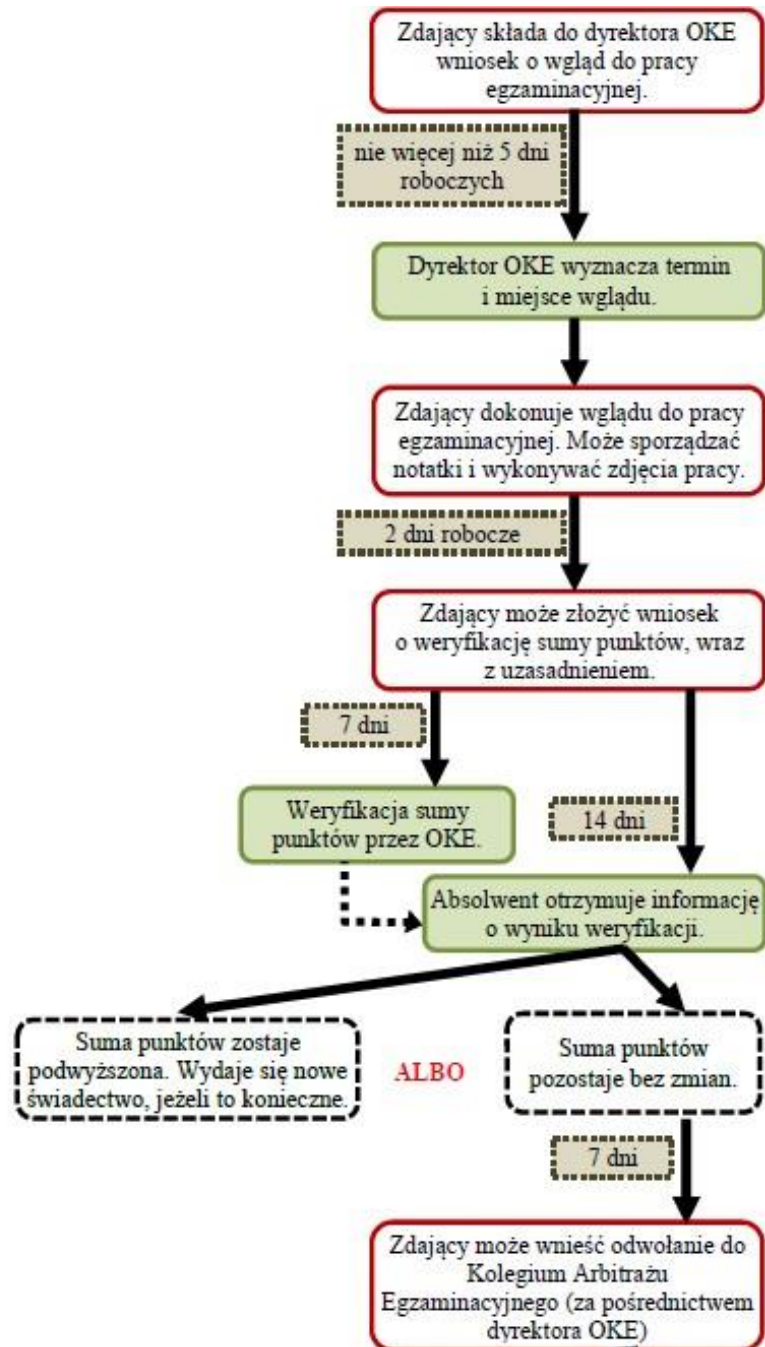 Zdający składa do dyrektora OKE
wniosek o wgląd do pracy
egzaminacyjnej.
nie więcej niż 5 dni
roboczych
Dyrektor OKE wyznacza termin
i miejsce wglądu.
Zdający dokonuje wglądu do pracy
egzaminacyjnej. Może sporządzać
notatki i wykonywać zdjęcia pracy.
2 dni robocze
Zdający może złożyć wniosek
o weryfikację sumy punktów, wraz
z uzasadnieniem.
7 dni
Weryfikacja sumy
punktów przez OKE.
14 dni
Absolwent otrzymuje informację
o wyniku weryfikacji.
Suma punktów zostaje
podwyższona. Wydaje się nowe
świadectwo, jeżeli to konieczne.
ALBO
Suma punktów
pozostaje bez zmian.
7 dni
Zdający może wnieść odwołanie do
Kolegium Arbitrażu
Egzaminacyjnego (za pośrednictwem
dyrektora OKE)